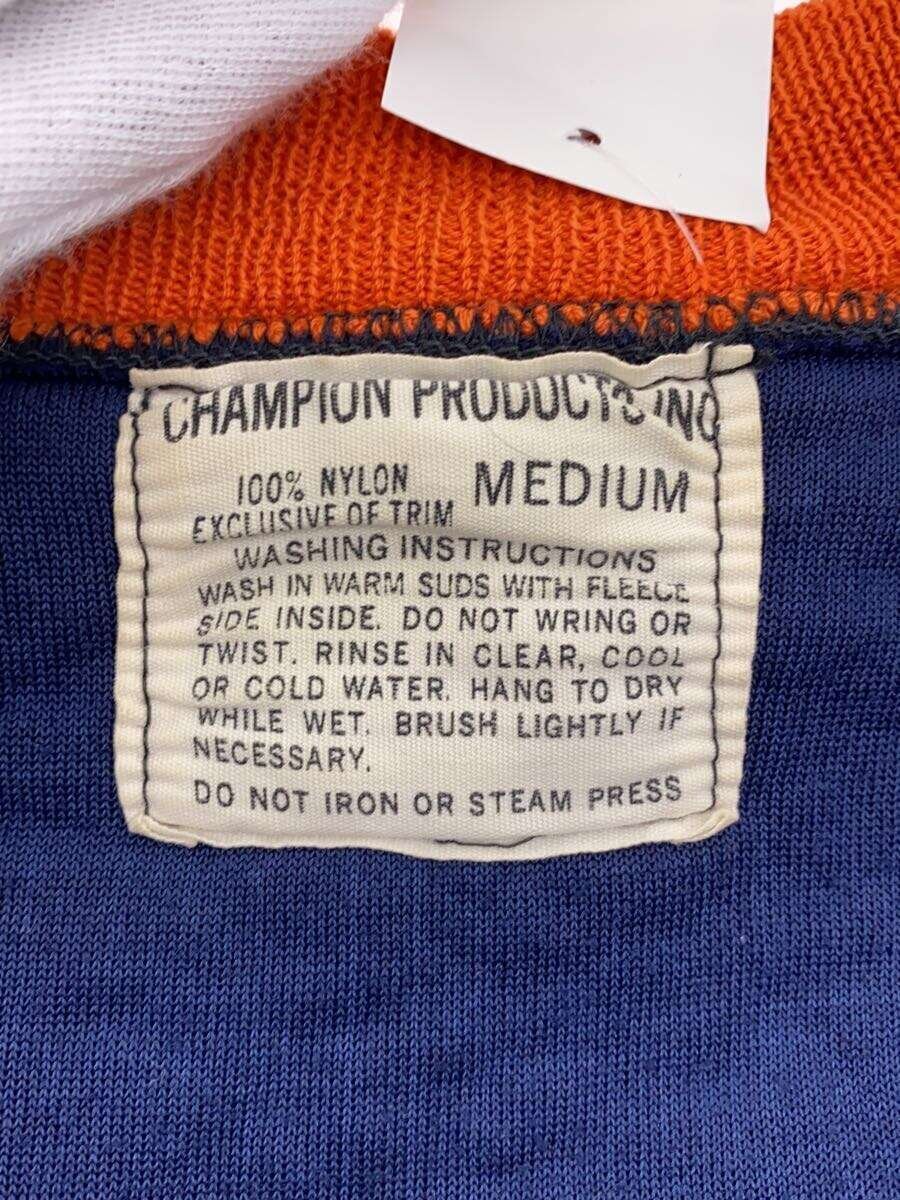 CHAMPION PRODUCTS INC
100% NYLON MEDIUM
EXCLUSIVE OF TRIM
WASHING INSTRUCTIONS
WASH IN WARM SUDS WITH FLEECE
SIDE INSIDE. DO NOT WRING OR
TWIST. RINSE IN CLEAR, COOL
OR COLD WATER. HANG TO DRY
WHILE WET. BRUSH LIGHTLY IF
NECESSARY.
DO NOT IRON OR STEAM PRESS